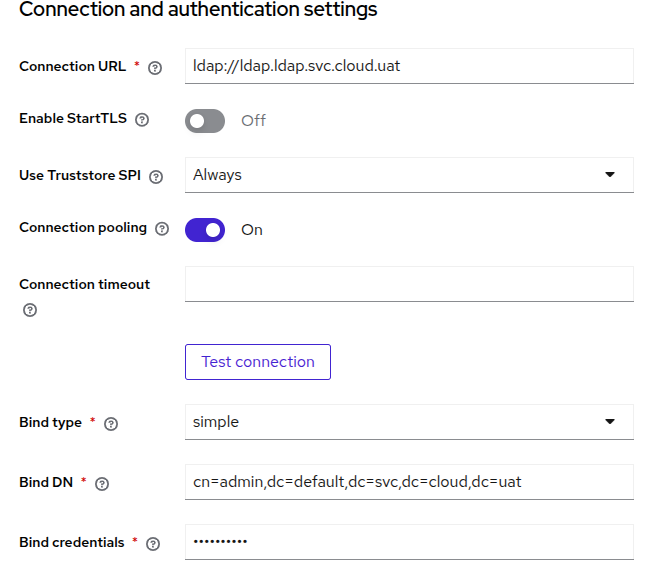 Connection and authentication settings
Connection URL * ldap://ldap.ldap.svc.cloud.uat
Enable StartTLS Off
Use Truststore SPI Always
Connection pooling On
Connection timeout
Test connection
Bind type * simple
Bind DN * cn=admin,dc=default,dc=svc,dc=cloud,dc=uat
Bind credentials * ••••••••••